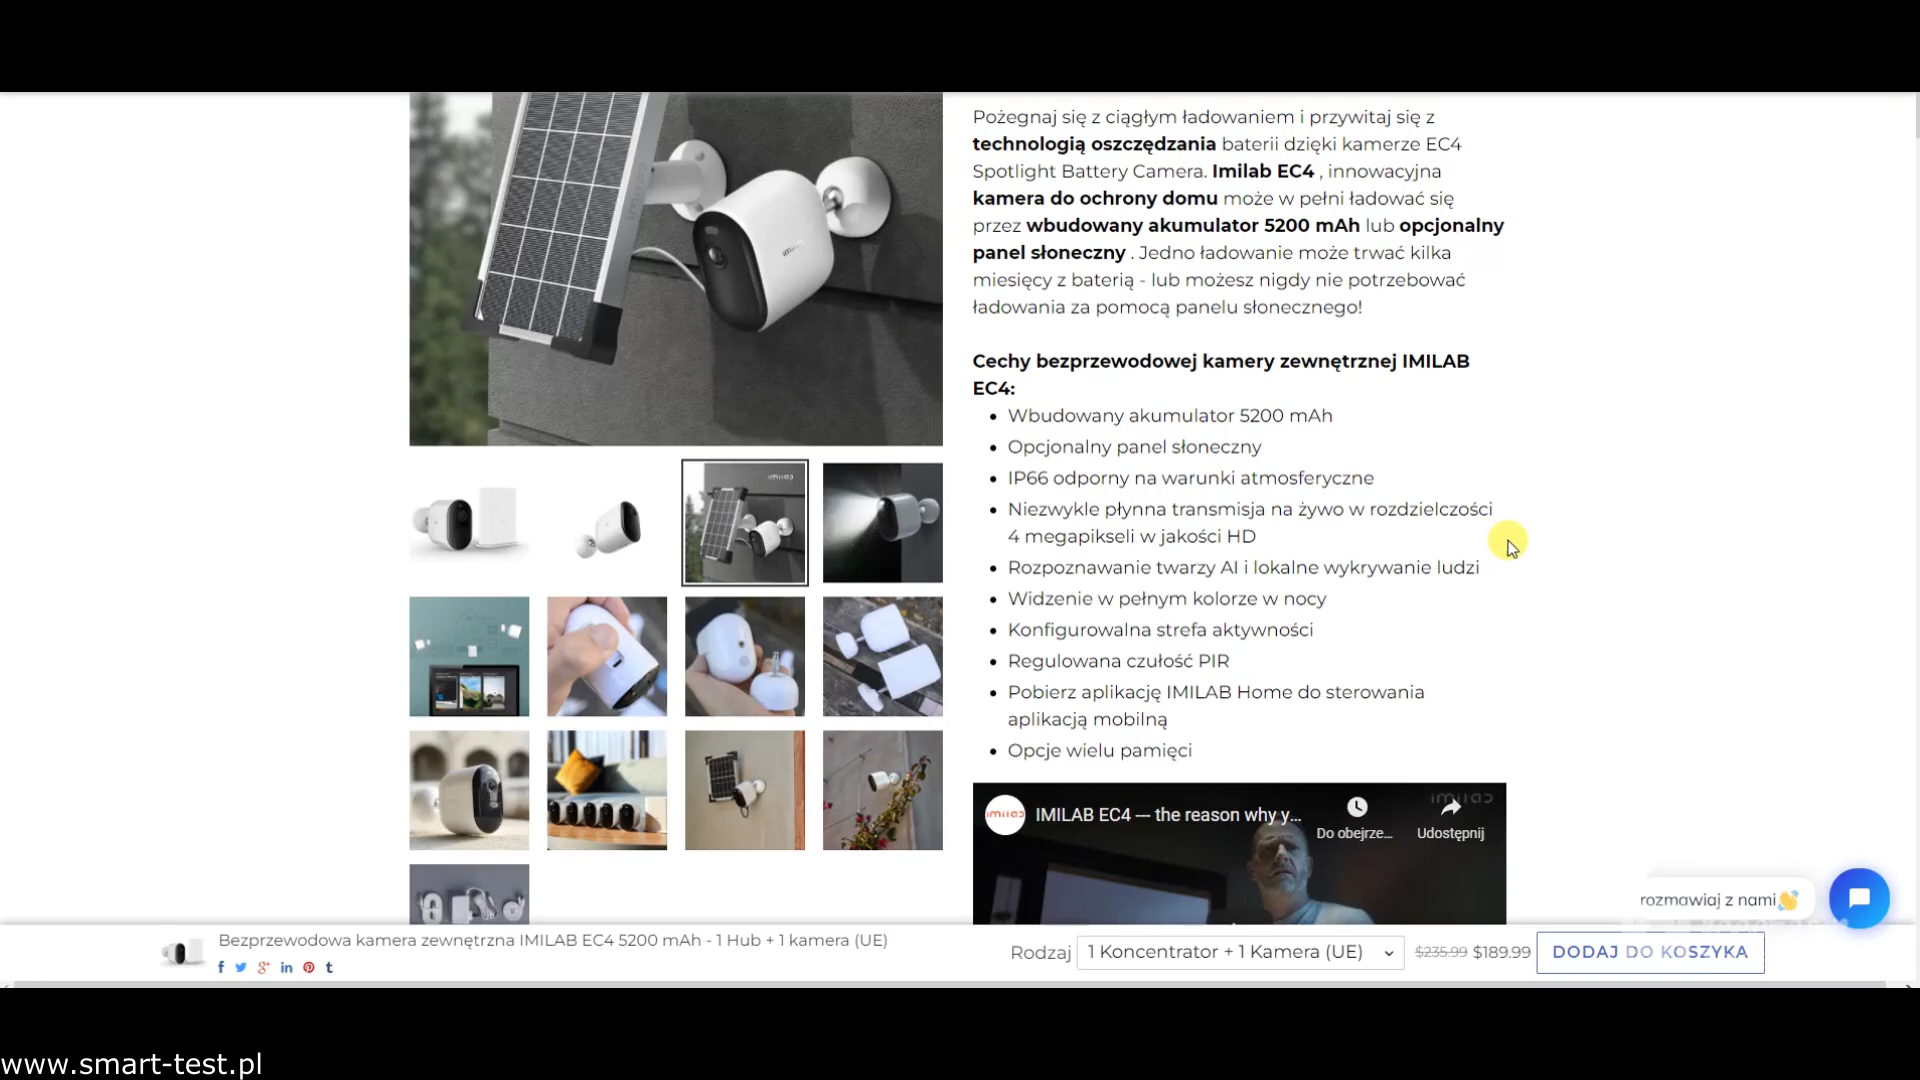 Pożegnaj się z ciągłym ładowaniem i przywitaj się z
technologią oszczędzania baterii dzięki kamerze EC4
Spotlight Battery Camera. Imilab EC4 , innowacyjna
kamera do ochrony domu może w pełni ładować się
przez wbudowany akumulator 5200 mAh lub opcjonalny
panel słoneczny . Jedno ładowanie może trwać kilka
miesięcy z baterią - lub możesz nigdy nie potrzebować
ładowania za pomocą panelu słonecznego!
Cechy bezprzewodowej kamery zewnętrznej IMILAB
EC4:
Wbudowany akumulator 5200 mAh
Opcjonalny panel słoneczny
IP66 odporny na warunki atmosferyczne
Niezwykle płynna transmisja na żywo w rozdzielczości
4 megapikseli w jakości HD
Rozpoznawanie twarzy AI i lokalne wykrywanie ludzi
Widzenie w pełnym kolorze w nocy
Konfigurowalna strefa aktywności
Regulowana czułość PIR
Pobierz aplikację IMILAB Home do sterowania
aplikacją mobilną
Opcje wielu pamięci
imilab
IMILAB EC4 --- the reason why y...
Do obejrze...
Udostępnij
imilab
rozmawiaj z nami👋
Bezprzewodowa kamera zewnętrzna IMILAB EC4 5200 mAh - 1 Hub + 1 kamera (UE)
Rodzaj 1 Koncentrator + 1 Kamera (UE) $235.99 $189.99 DODAJ DO KOSZYKA
www.smart-test.pl